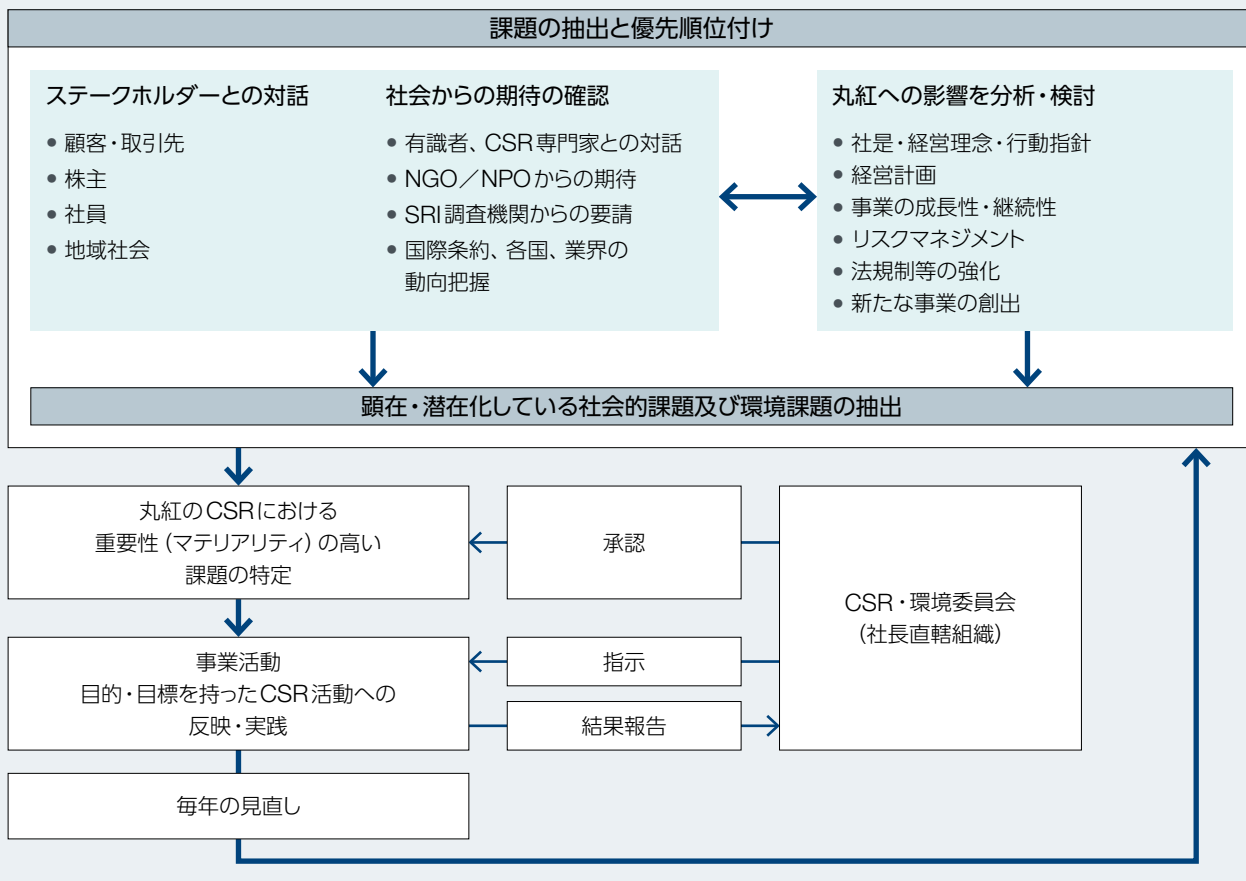 課題の抽出と優先順位付け
ステークホルダーとの対話
● 顧客・取引先
● 株主
● 社員
● 地域社会
社会からの期待の確認
● 有識者、CSR専門家との対話
● NGO／NPOからの期待
● SRI調査機関からの要請
● 国際条約、各国、業界の
動向把握
丸紅への影響を分析・検討
● 社是・経営理念・行動指針
● 経営計画
● 事業の成長性・継続性
● リスクマネジメント
● 法規制等の強化
● 新たな事業の創出
顕在・潜在化している社会的課題及び環境課題の抽出
丸紅のCSRにおける
重要性（マテリアリティ）の高い
課題の特定
承認
CSR・環境委員会
（社長直轄組織）
事業活動
目的・目標を持ったCSR活動への
反映・実践
指示
結果報告
毎年の見直し